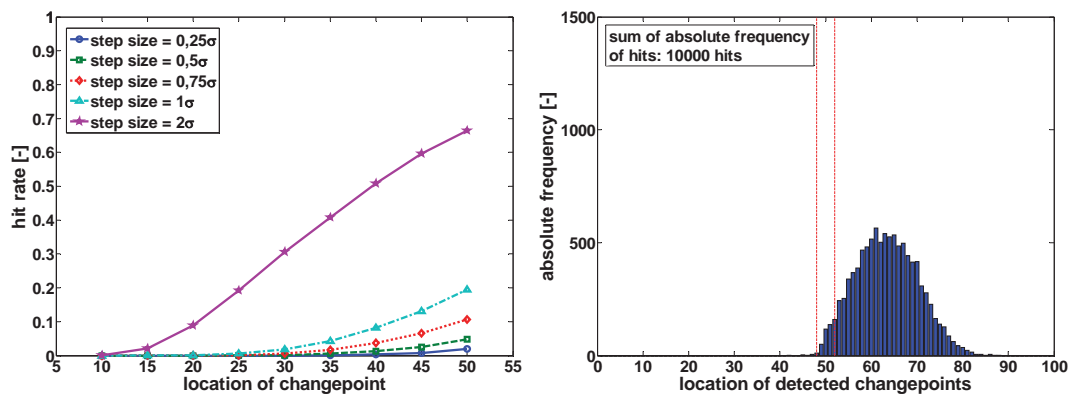 1
0.9
0.8
0.7
0.6
0.5
0.4
0.3
0.2
0.1
0
hit rate [-]
step size = 0,25σ
step size = 0,5σ
step size = 0,75σ
step size = 1σ
step size = 2σ
5 10 15 20 25 30 35 40 45 50 55
location of changepoint
1500
1000
500
0
absolute frequency [-]
sum of absolute frequency
of hits: 10000 hits
0 10 20 30 40 50 60 70 80 90 100
location of detected changepoints